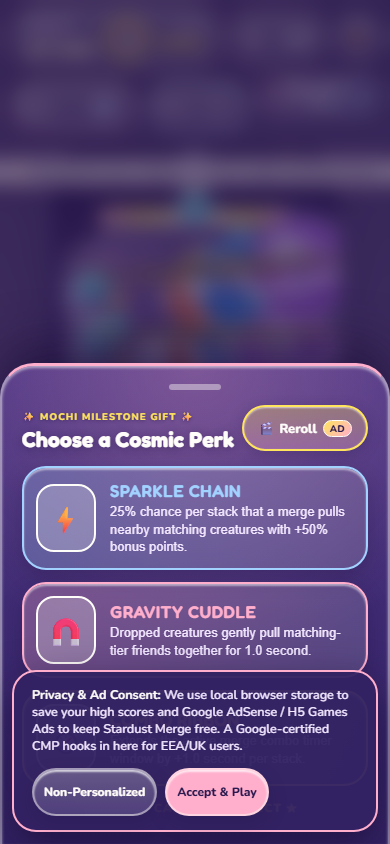 ✨ MOCHI MILESTONE GIFT ✨
Choose a Cosmic Perk
Reroll AD
SPARKLE CHAIN
25% chance per stack that a merge pulls
nearby matching creatures with +50%
bonus points.
GRAVITY CUDDLE
Dropped creatures gently pull matching-
tier friends together for 1.0 second.
Privacy & Ad Consent: We use local browser storage to
save your high scores and Google AdSense / H5 Games
Ads to keep Stardust Merge free. A Google-certified
CMP hooks in here for EEA/UK users.
Non-Personalized
Accept & Play